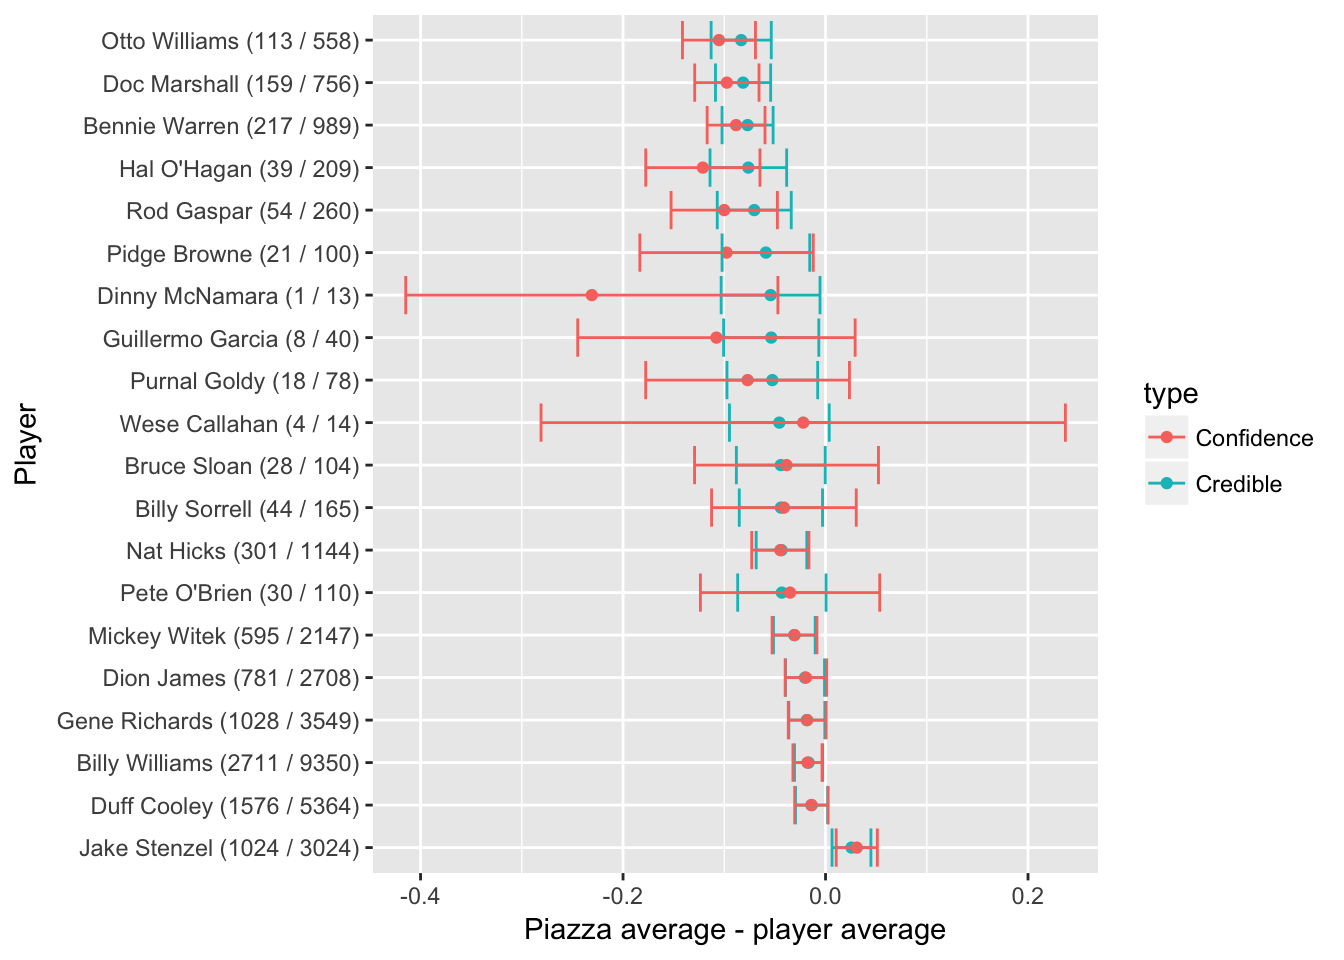 Otto Williams (113 / 558)
Doc Marshall (159 / 756)
Bennie Warren (217 / 989)
Hal O'Hagan (39 / 209)
Rod Gaspar (54 / 260)
Pidge Browne (21 / 100)
Dinny McNamara (1 / 13)
Guillermo Garcia (8 / 40)
Purnal Goldy (18 / 78)
Wese Callahan (4 / 14)
Bruce Sloan (28 / 104)
Billy Sorrell (44 / 165)
Nat Hicks (301 / 1144)
Pete O'Brien (30 / 110)
Mickey Witek (595 / 2147)
Dion James (781 / 2708)
Gene Richards (1028 / 3549)
Billy Williams (2711 / 9350)
Duff Cooley (1576 / 5364)
Jake Stenzel (1024 / 3024)
Player
-0.4
-0.2
0.0
0.2
Piazza average - player average
type
Confidence
Credible